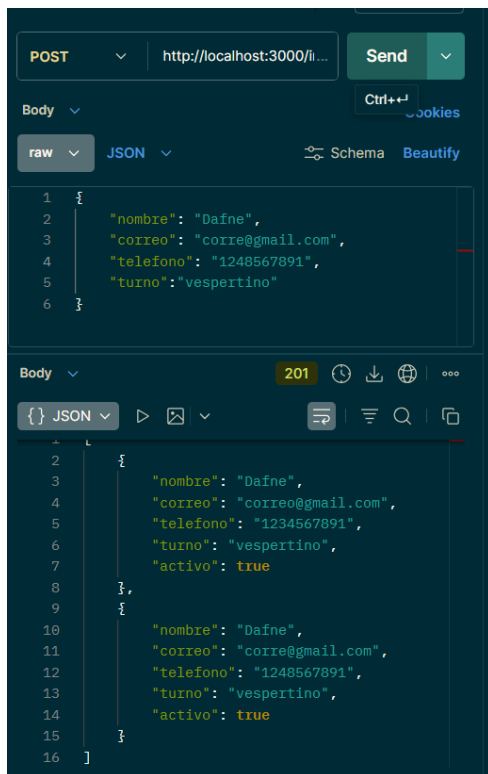 POST http://localhost:3000/i... Send
Ctrl+↵
Body
raw JSON Schema Beautify
1 {
2 "nombre": "Dafne",
3 "correo": "corre@gmail.com",
4 "telefono": "1248567891",
5 "turno":"vespertino"
6 }
Body 201
{} JSON
2 {
3 "nombre": "Dafne",
4 "correo": "correo@gmail.com",
5 "telefono": "1234567891",
6 "turno": "vespertino",
7 "activo": true
8 },
9 {
10 "nombre": "Dafne",
11 "correo": "corre@gmail.com",
12 "telefono": "1248567891",
13 "turno": "vespertino",
14 "activo": true
15 }
16 ]